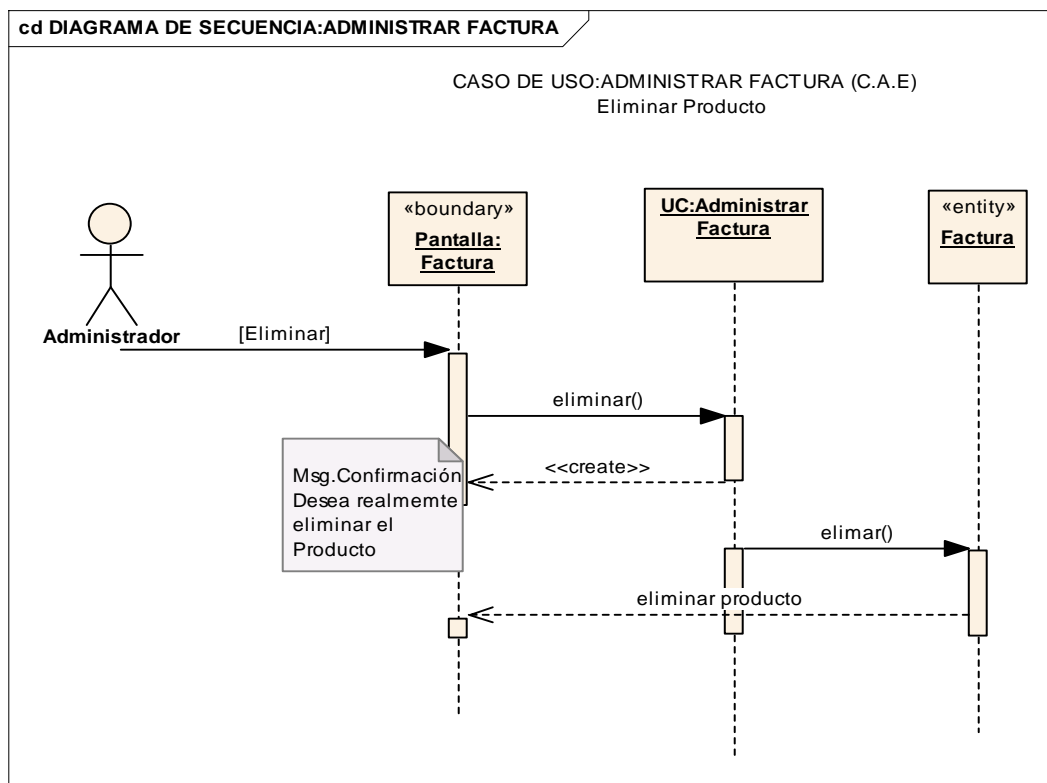 cd DIAGRAMA DE SECUENCIA:ADMINISTRAR FACTURA
CASO DE USO:ADMINISTRAR FACTURA (C.A.E)
Eliminar Producto
Administrador
«boundary»
Pantalla:
Factura
UC:Administrar
Factura
«entity»
Factura
[Eliminar]
eliminar()
<<create>>
Msg.Confirmación
Desea realmemte
eliminar el
Producto
elimar()
eliminar producto